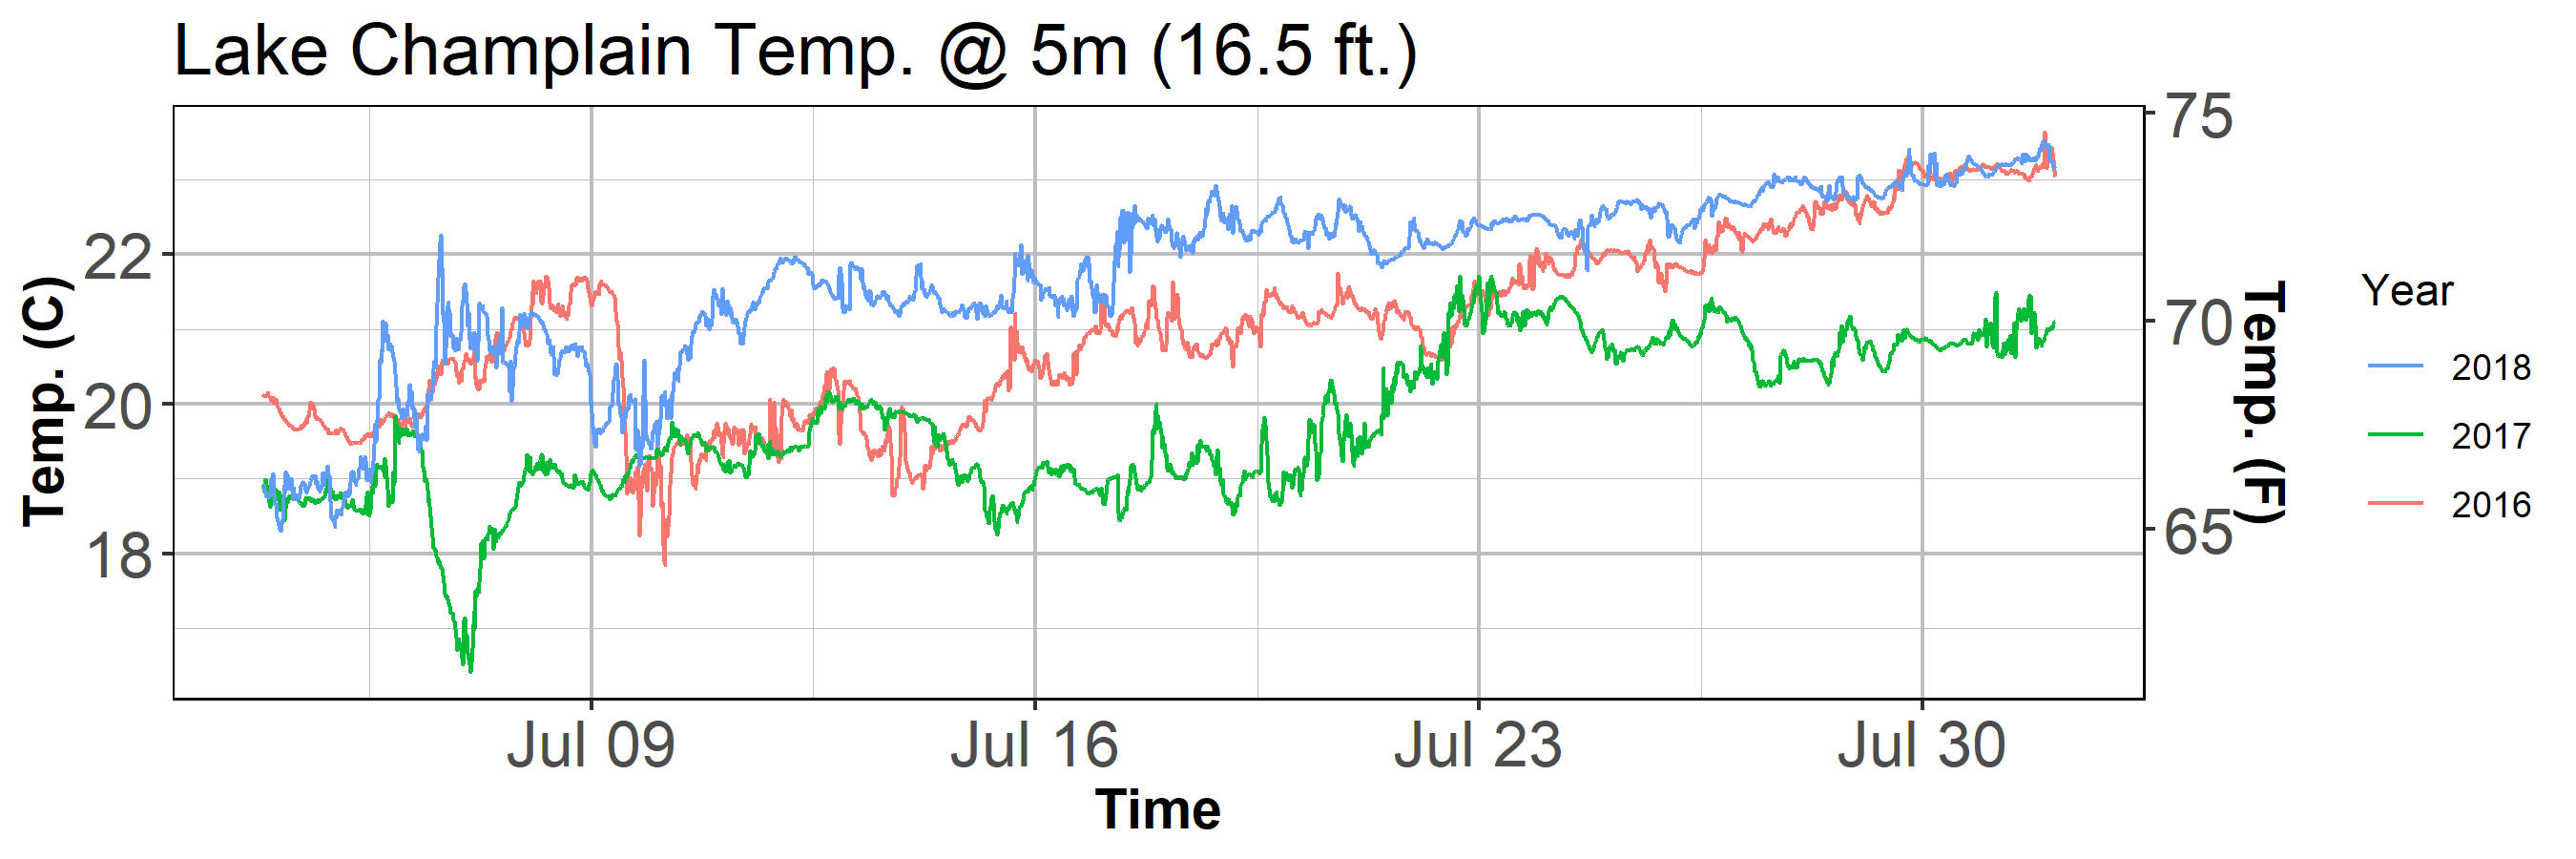 Lake Champlain Temp. @ 5m (16.5 ft.)
Temp. (C)
22
20
18
75
70
65
Temp. (F)
Jul 09
Jul 16
Jul 23
Jul 30
Time
Year
2018
2017
2016